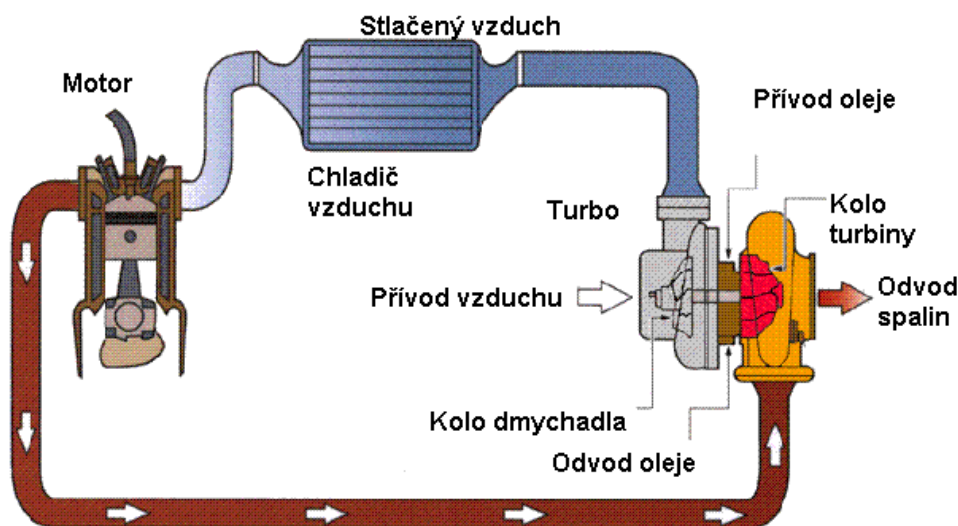 Stlačený vzduch
Motor
Přívod oleje
Chladič
vzduchu
Turbo
Kolo
turbiny
Přívod vzduchu
Odvod
spalin
Kolo dmychadla
Odvod oleje